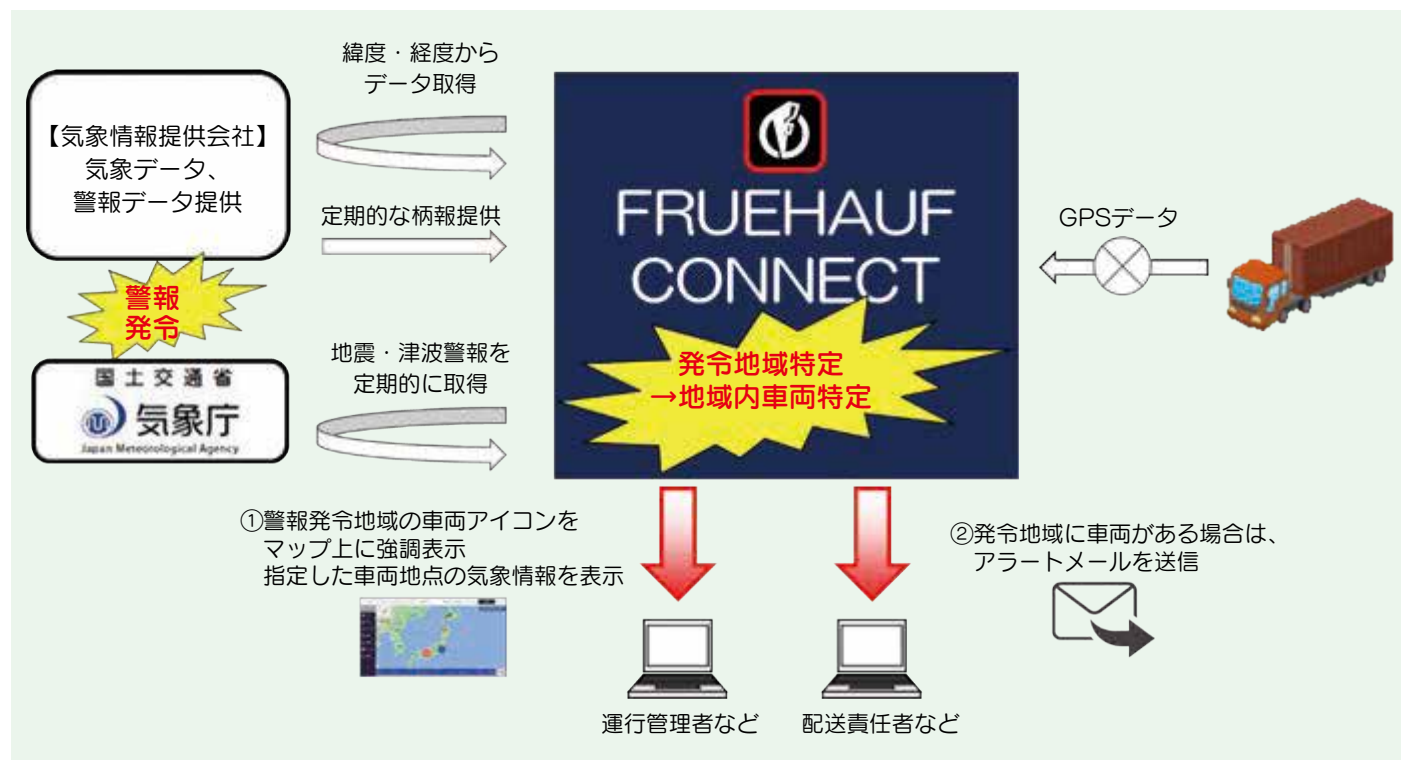 緯度・経度から
データ取得
【気象情報提供会社】
気象データ、
警報データ提供
定期的な柄報提供
警報
発令
国土交通省
気象庁
Japan Meteorological Agency
地震・津波警報を
定期的に取得
FRUEHAUF
CONNECT
発令地域特定
→地域内車両特定
GPSデータ
①警報発令地域の車両アイコンを
マップ上に強調表示
指定した車両地点の気象情報を表示
②発令地域に車両がある場合は、
アラートメールを送信
運行管理者など
配送責任者など